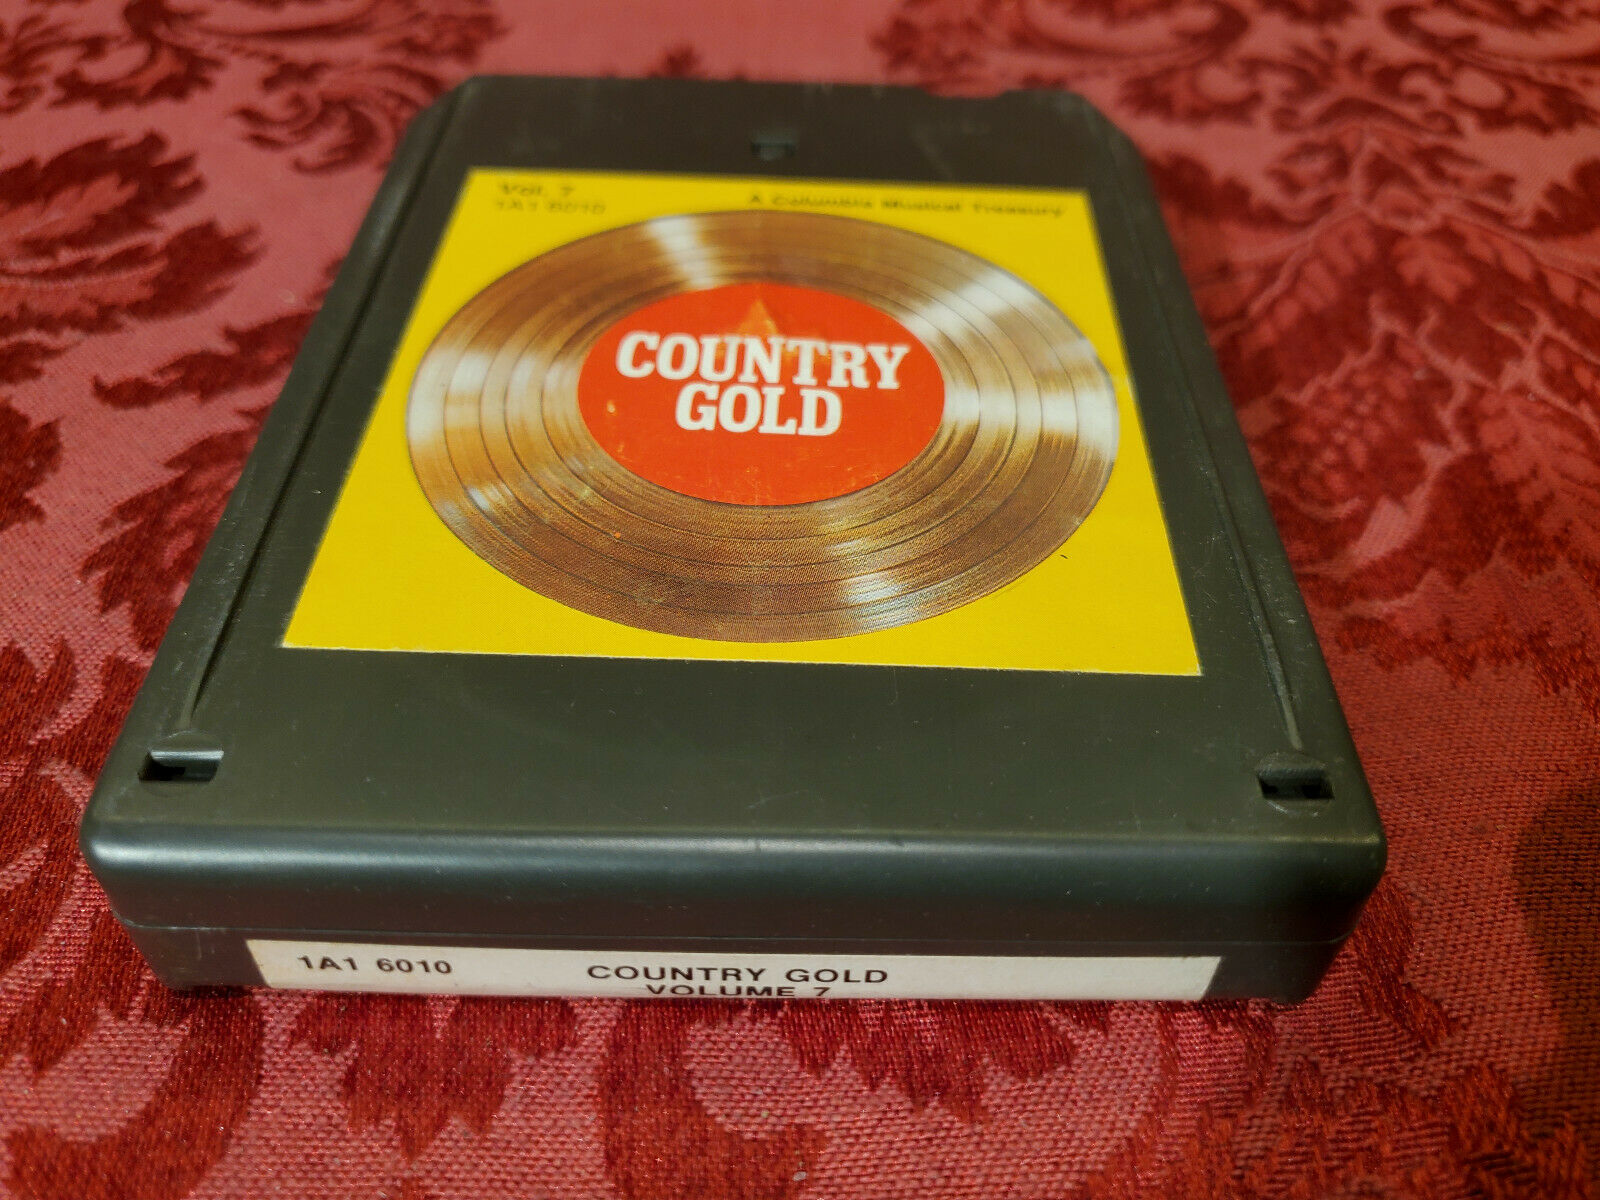 Vol. 7
1A1 6010
A Columbia Musical Treasury
COUNTRY
GOLD
1A1 6010
COUNTRY GOLD
VOLUME 7